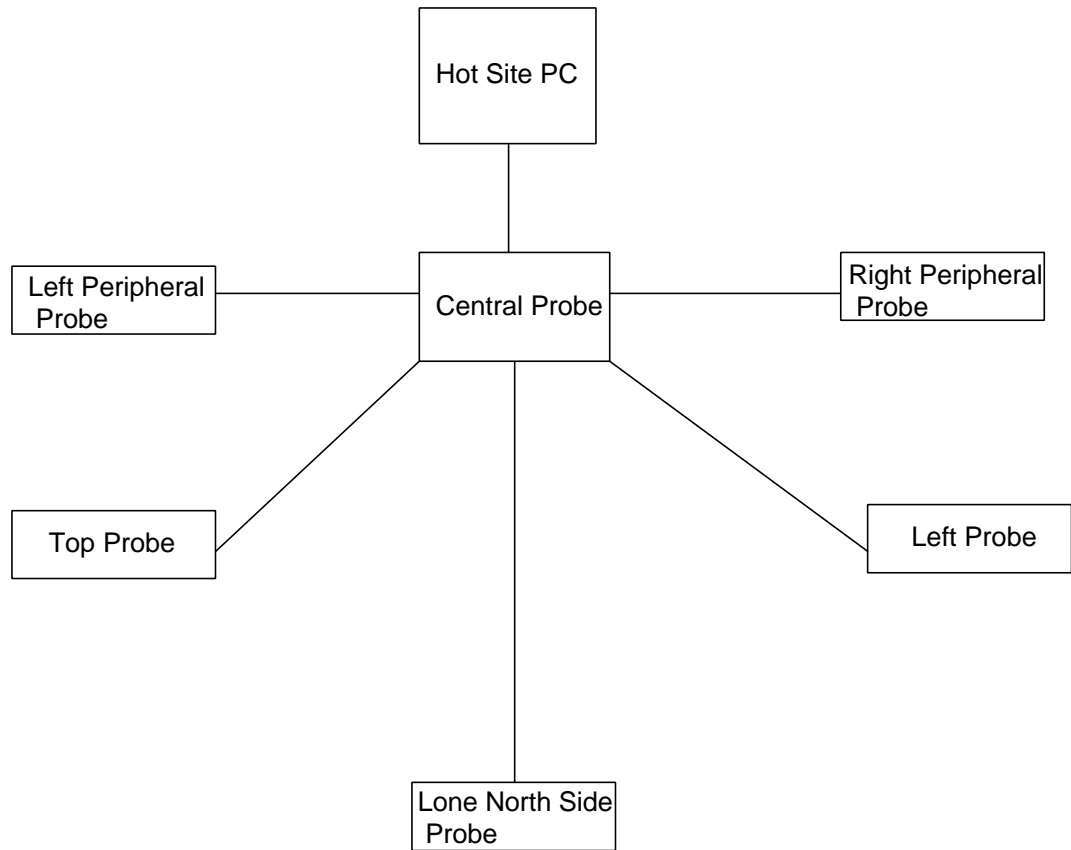 Hot Site PC
Left Peripheral
Probe
Central Probe
Right Peripheral
Probe
Top Probe
Left Probe
Lone North Side
Probe